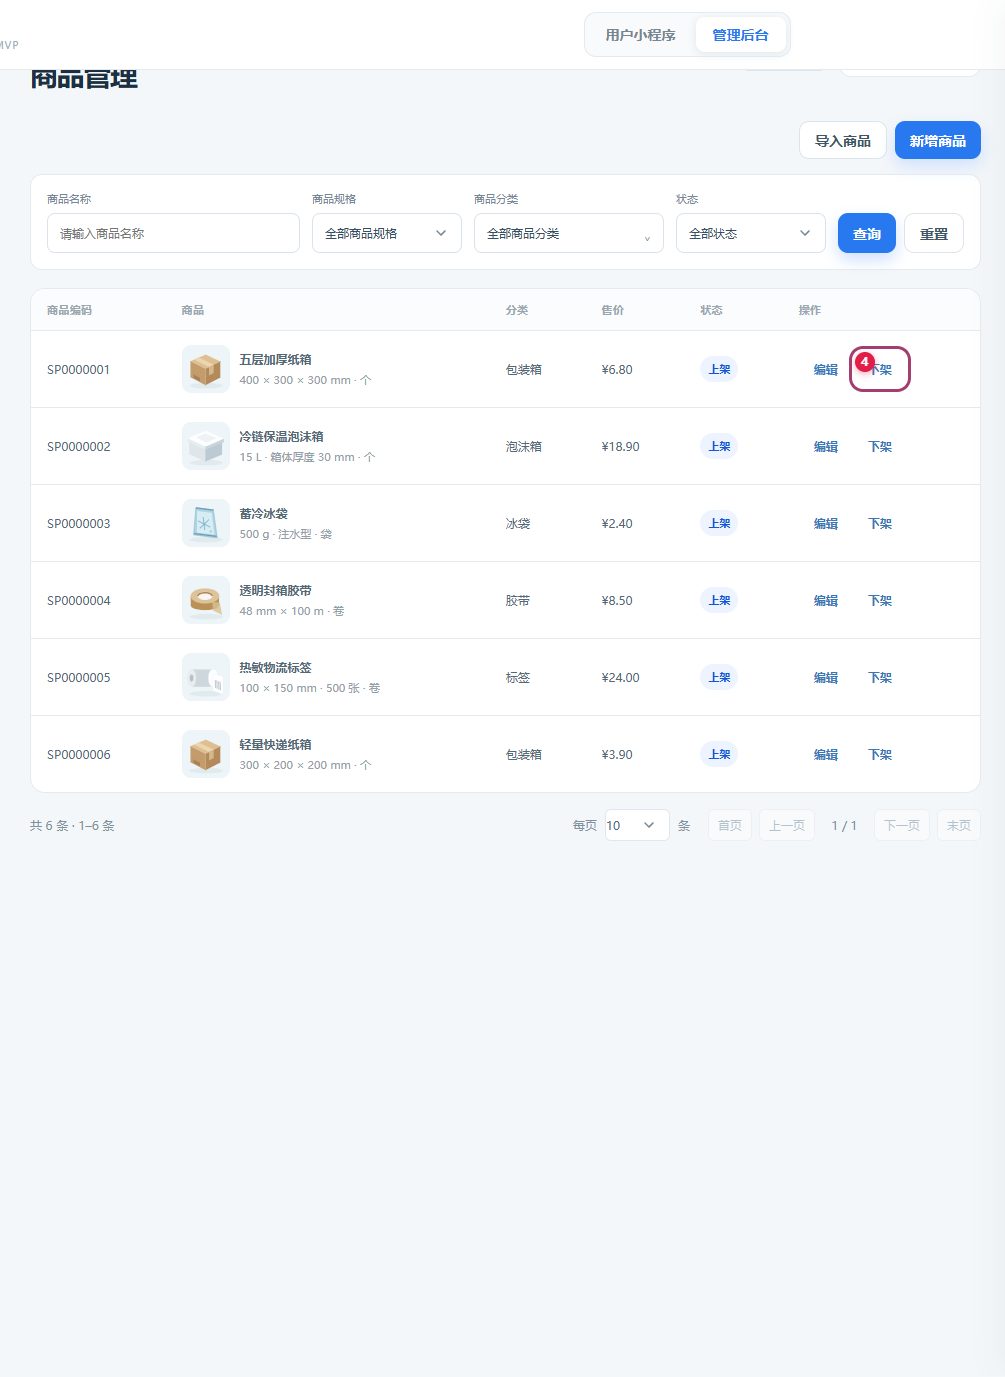 MVP
用户小程序 管理后台
商品管理
导入商品 新增商品
商品名称 商品规格 商品分类 状态
请输入商品名称 全部商品规格 全部商品分类 全部状态 查询 重置
商品编码 商品 分类 售价 状态 操作
SP0000001 五层加厚纸箱 包装箱 ¥6.80 上架 编辑 4 下架
400 × 300 × 300 mm · 个
SP0000002 冷链保温泡沫箱 泡沫箱 ¥18.90 上架 编辑 下架
15 L · 箱体厚度 30 mm · 个
SP0000003 蓄冷冰袋 冰袋 ¥2.40 上架 编辑 下架
500 g · 注水型 · 袋
SP0000004 透明封箱胶带 胶带 ¥8.50 上架 编辑 下架
48 mm × 100 m · 卷
SP0000005 热敏物流标签 标签 ¥24.00 上架 编辑 下架
100 × 150 mm · 500 张 · 卷
SP0000006 轻量快递纸箱 包装箱 ¥3.90 上架 编辑 下架
300 × 200 × 200 mm · 个
共 6 条 · 1–6 条 每页 10 条 首页 上一页 1 / 1 下一页 末页